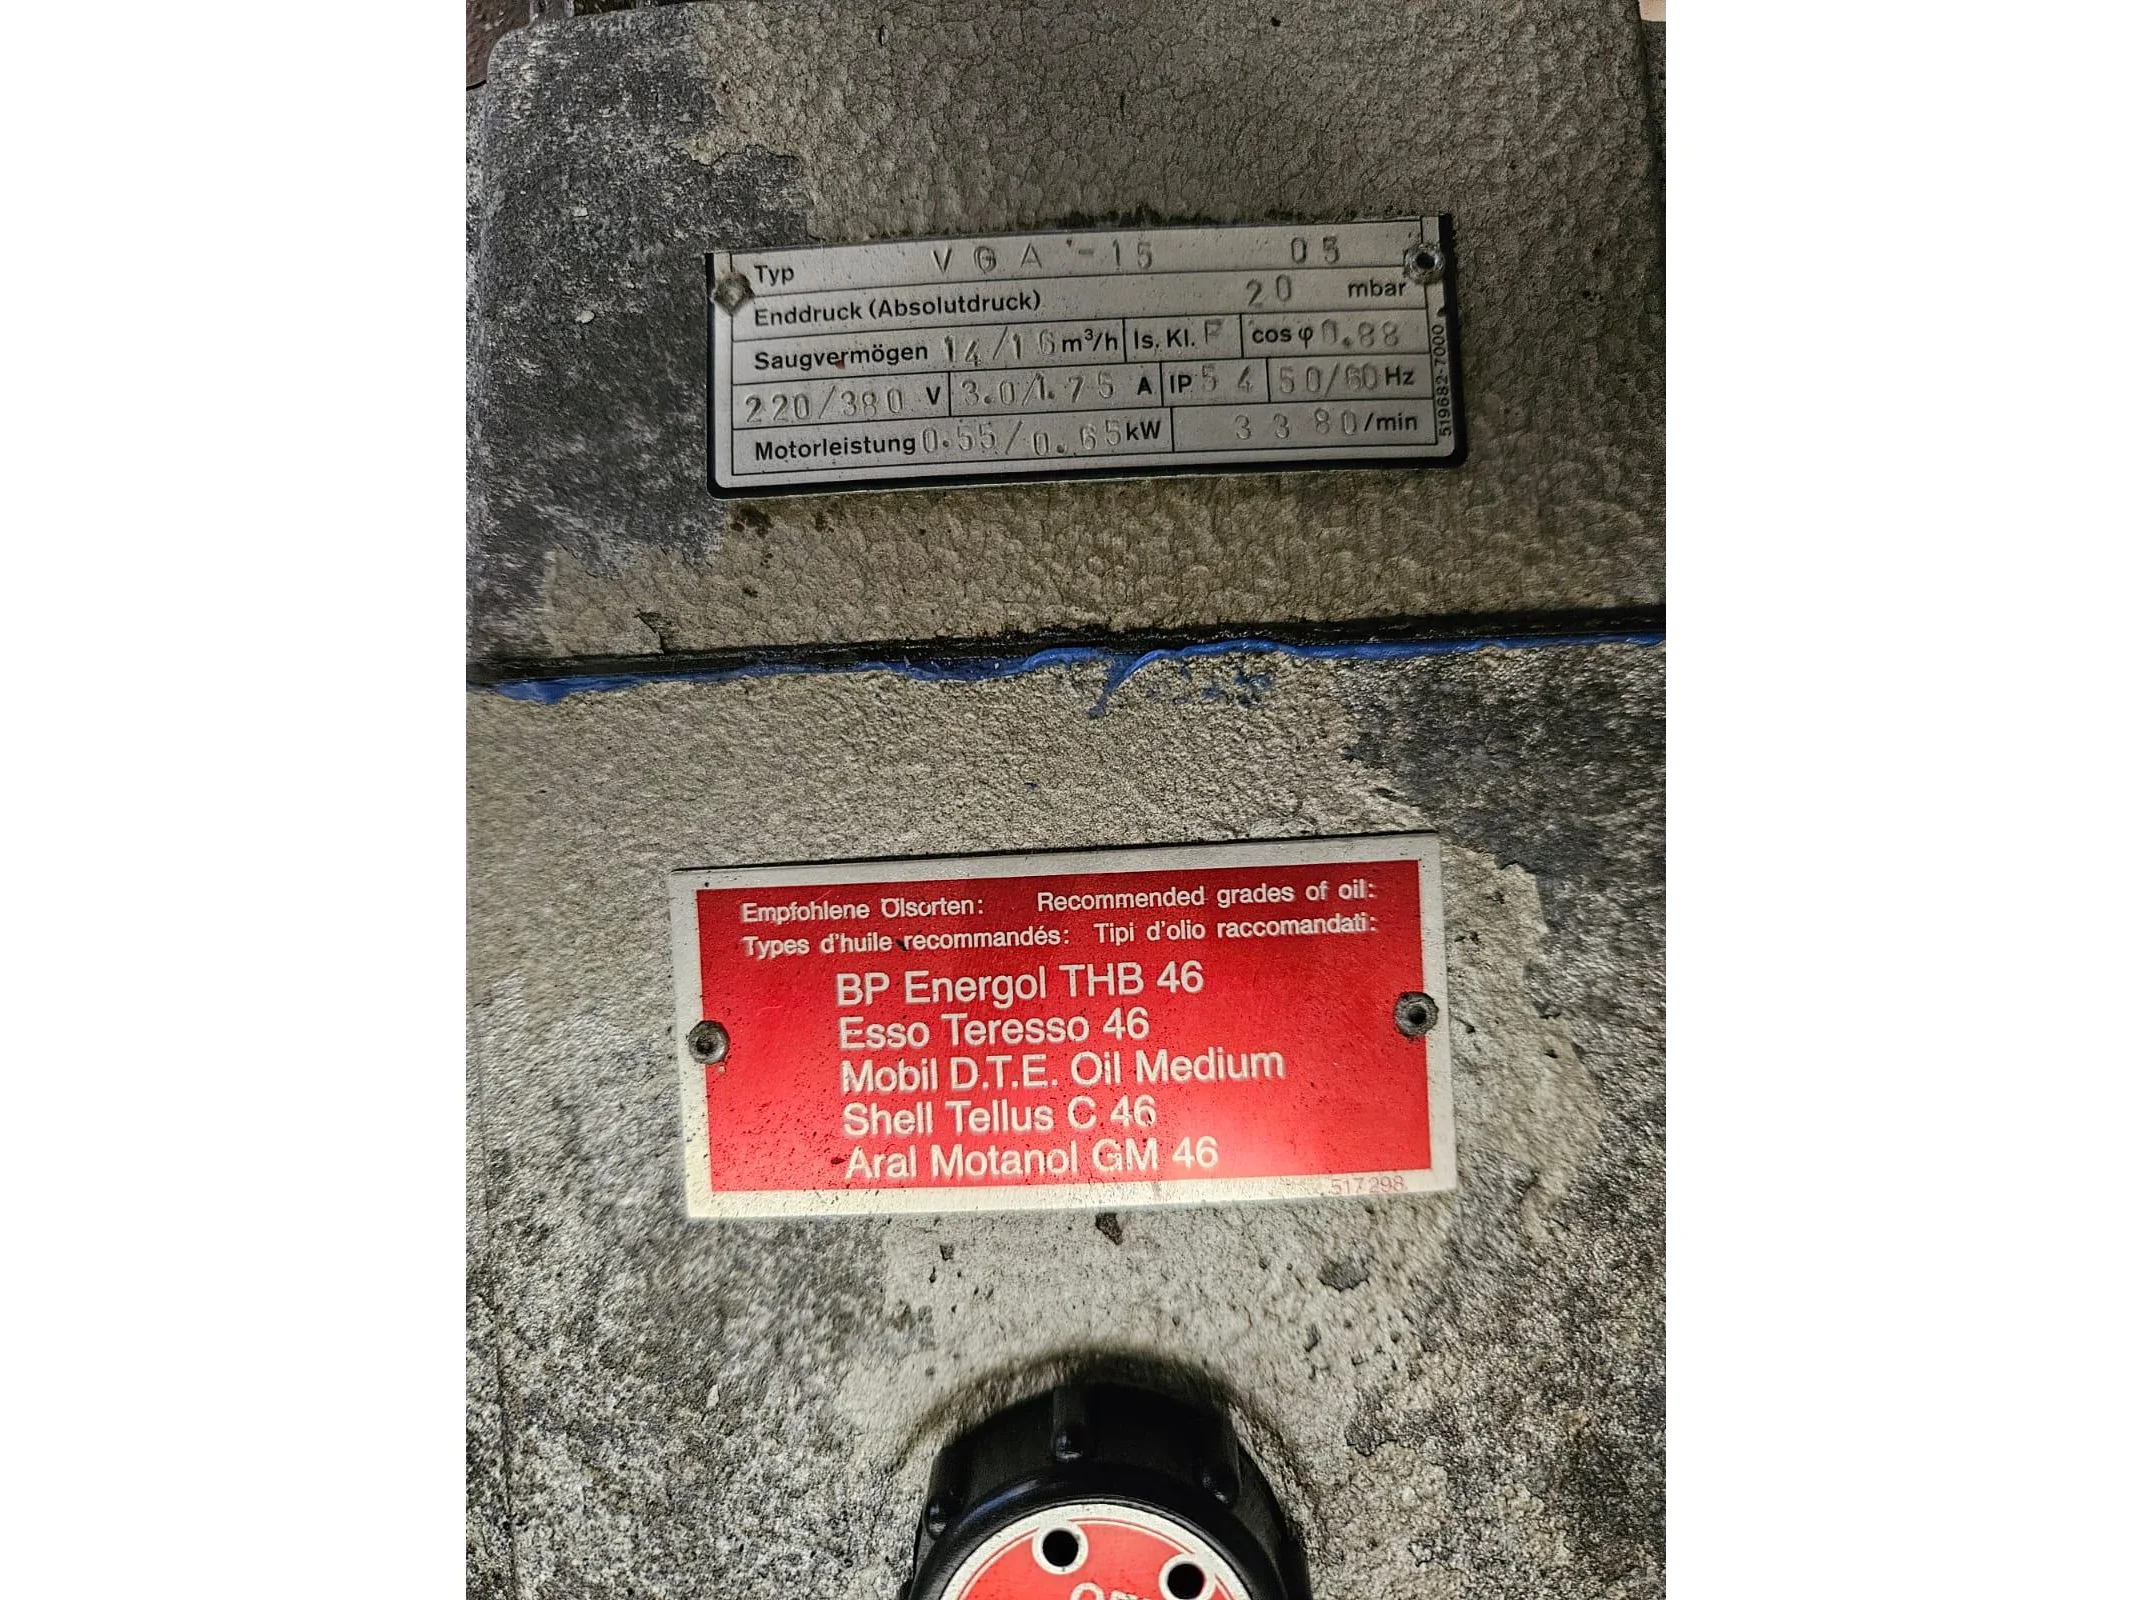 Typ VGA-15 05
Enddruck (Absolutdruck) 20 mbar
Saugvermögen 14/16 m³/h Is. Kl. F cos φ 0.88
220/380 V 3.0/1.75 A IP 54 50/60 Hz
Motorleistung 0.55/0.65 kW 3380/min
519682-7000
Empfohlene Ölsorten: Recommended grades of oil:
Types d'huile recommandés: Tipi d'olio raccomandati:
BP Energol THB 46
Esso Teresso 46
Mobil D.T.E. Oil Medium
Shell Tellus C 46
Aral Motanol GM 46
517298